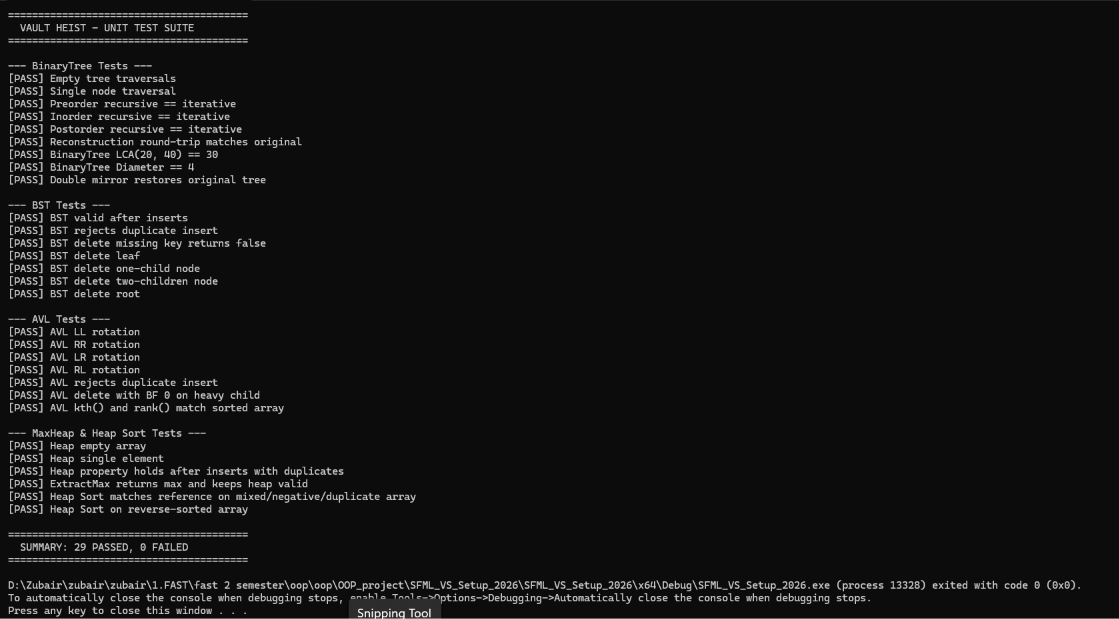 ========================================
VAULT HEIST - UNIT TEST SUITE
========================================
--- BinaryTree Tests ---
[PASS] Empty tree traversals
[PASS] Single node traversal
[PASS] Preorder recursive == iterative
[PASS] Inorder recursive == iterative
[PASS] Postorder recursive == iterative
[PASS] Reconstruction round-trip matches original
[PASS] BinaryTree LCA(20, 40) == 30
[PASS] BinaryTree Diameter == 4
[PASS] Double mirror restores original tree
--- BST Tests ---
[PASS] BST valid after inserts
[PASS] BST rejects duplicate insert
[PASS] BST delete missing key returns false
[PASS] BST delete leaf
[PASS] BST delete one-child node
[PASS] BST delete two-children node
[PASS] BST delete root
--- AVL Tests ---
[PASS] AVL LL rotation
[PASS] AVL RR rotation
[PASS] AVL LR rotation
[PASS] AVL RL rotation
[PASS] AVL rejects duplicate insert
[PASS] AVL delete with BF 0 on heavy child
[PASS] AVL kth() and rank() match sorted array
--- MaxHeap & Heap Sort Tests ---
[PASS] Heap empty array
[PASS] Heap single element
[PASS] Heap property holds after inserts with duplicates
[PASS] ExtractMax returns max and keeps heap valid
[PASS] Heap Sort matches reference on mixed/negative/duplicate array
[PASS] Heap Sort on reverse-sorted array
========================================
SUMMARY: 29 PASSED, 0 FAILED
========================================
D:\Zubair\zubair\zubair\1.FAST\fast 2 semester\oop\oop\OOP_project\SFML_VS_Setup_2026\SFML_VS_Setup_2026\x64\Debug\SFML_VS_Setup_2026.exe (process 13328) exited with code 0 (0x0).
To automatically close the console when debugging stops, enable Tools->Options->Debugging->Automatically close the console when debugging stops.
Press any key to close this window . . .
Snipping Tool